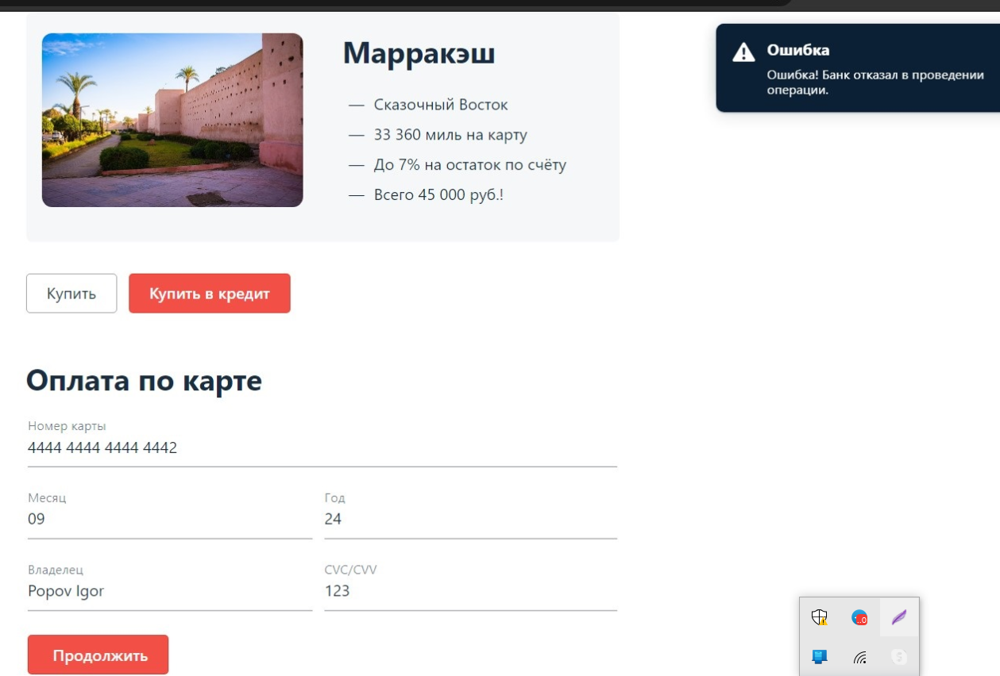 Марракэш
— Сказочный Восток
— 33 360 миль на карту
— До 7% на остаток по счёту
— Всего 45 000 руб.!
Ошибка
Ошибка! Банк отказал в проведении
операции.
Купить
Купить в кредит
Оплата по карте
Номер карты
4444 4444 4444 4442
Месяц
09
Год
24
Владелец
Popov Igor
CVC/CVV
123
Продолжить